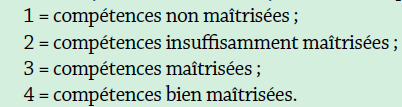 1 = compétences non maîtrisées ;
2 = compétences insuffisamment maîtrisées ;
3 = compétences maîtrisées ;
4 = compétences bien maîtrisées.